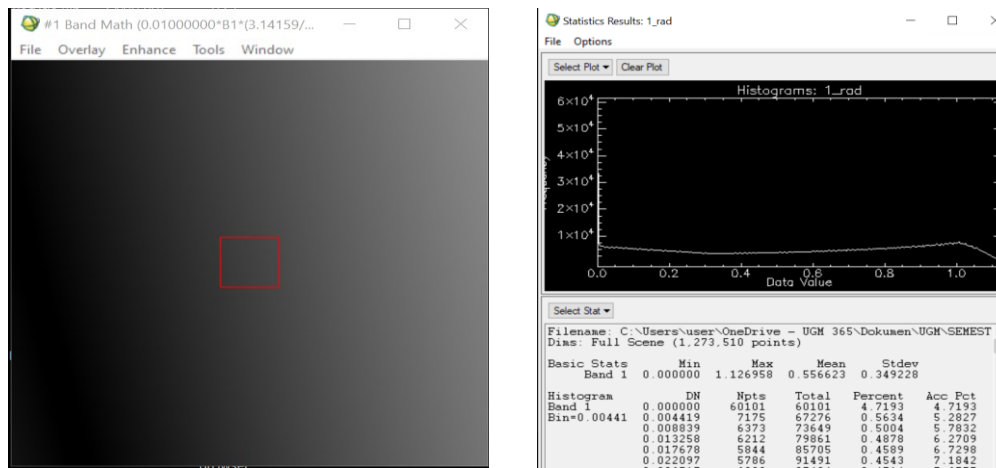 #1 Band Math (0.01000000*B1*(3.14159/...
File Overlay Enhance Tools Window
Statistics Results: 1_rad
File Options
Select Plot Clear Plot
Histograms: 1_rad
6×10⁴
5×10⁴
4×10⁴
3×10⁴
2×10⁴
1×10⁴
0.0 0.2 0.4 0.6 0.8 1.0
Data Value
Select Stat
Filename: C:\Users\user\OneDrive - UGM 365\Dokumen\UGM\SEMEST
Dims: Full Scene (1,273,510 points)
Basic Stats Min Max Mean Stdev
Band 1 0.000000 1.126958 0.556623 0.349228
Histogram DN Npts Total Percent Acc Pct
Band 1 0.000000 60101 60101 4.7193 4.7193
Bin=0.00441 0.004419 7175 67276 0.5634 5.2827
0.008839 6373 73649 0.5004 5.7832
0.013258 6212 79861 0.4878 6.2709
0.017678 5844 85705 0.4589 6.7298
0.022097 5786 91491 0.4543 7.1842